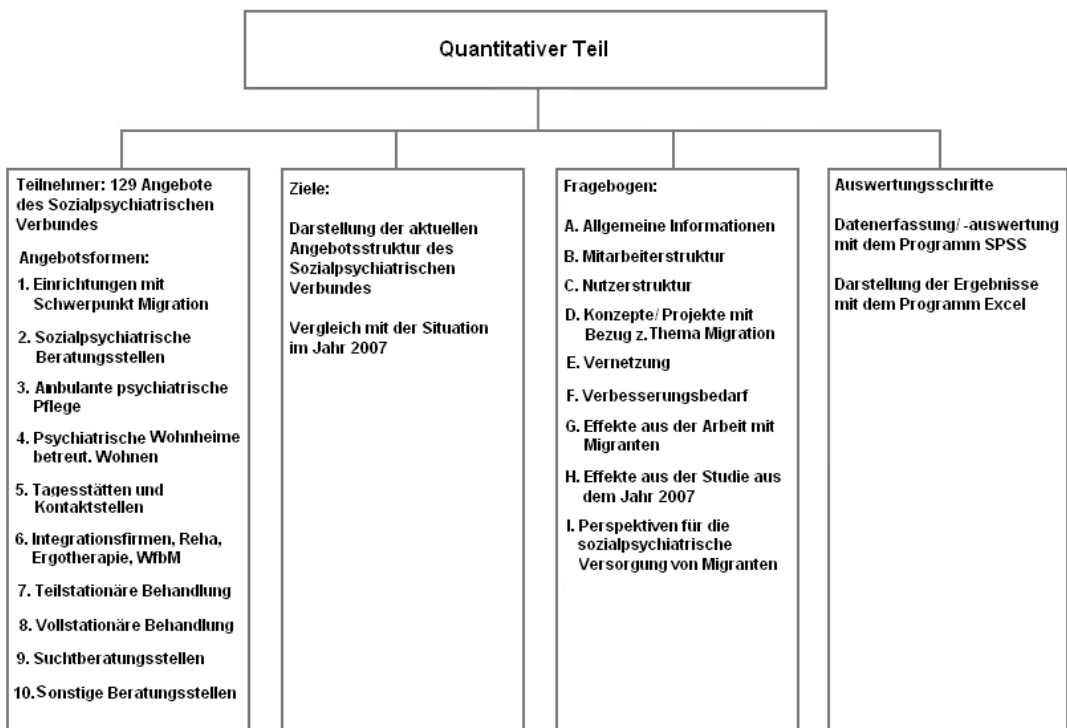 Quantitativer Teil
Teilnehmer: 129 Angebote
des Sozialpsychiatrischen
Verbundes
Angebotsformen:
1. Einrichtungen mit
Schwerpunkt Migration
2. Sozialpsychiatrische
Beratungsstellen
3. Ambulante psychiatrische
Pflege
4. Psychiatrische Wohnheime
betreut. Wohnen
5. Tagesstätten und
Kontaktstellen
6. Integrationsfirmen, Reha,
Ergotherapie, WfbM
7. Teilstationäre Behandlung
8. Vollstationäre Behandlung
9. Suchtberatungsstellen
10. Sonstige Beratungsstellen
Ziele:
Darstellung der aktuellen
Angebotsstruktur des
Sozialpsychiatrischen
Verbundes
Vergleich mit der Situation
im Jahr 2007
Fragebogen:
A. Allgemeine Informationen
B. Mitarbeiterstruktur
C. Nutzerstruktur
D. Konzepte/ Projekte mit
Bezug z. Thema Migration
E. Vernetzung
F. Verbesserungsbedarf
G. Effekte aus der Arbeit mit
Migranten
H. Effekte aus der Studie aus
dem Jahr 2007
I. Perspektiven für die
sozialpsychiatrische
Versorgung von Migranten
Auswertungsschritte
Datenerfassung/ -auswertung
mit dem Programm SPSS
Darstellung der Ergebnisse
mit dem Programm Excel